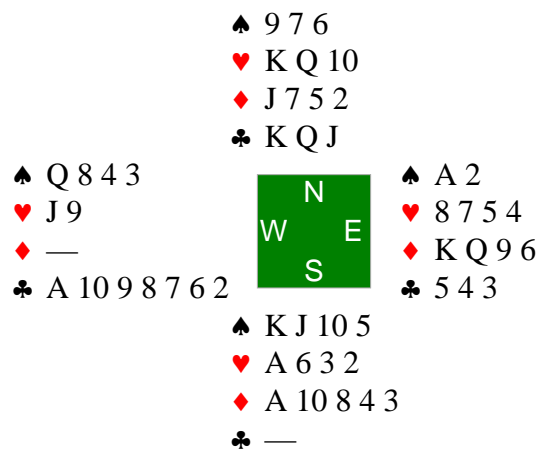 ♠ 9 7 6
♥ K Q 10
♦ J 7 5 2
♣ K Q J
♠ Q 8 4 3
♥ J 9
♦ —
♣ A 10 9 8 7 6 2
N
W E
S
♠ A 2
♥ 8 7 5 4
♦ K Q 9 6
♣ 5 4 3
♠ K J 10 5
♥ A 6 3 2
♦ A 10 8 4 3
♣ —